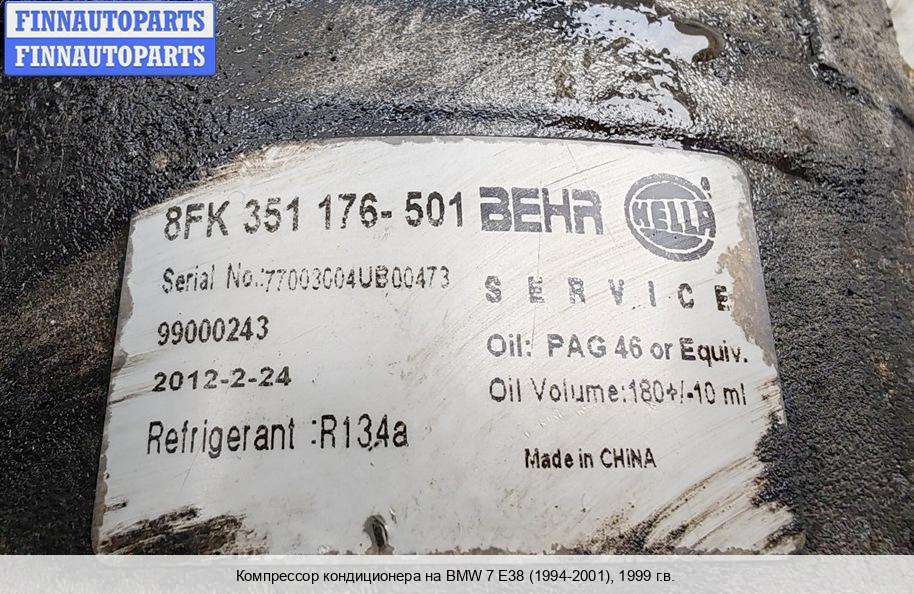 FINNAUTOPARTS
FINNAUTOPARTS
8FK 351 176-501 BEHR HELLA
Serial No.:77003004UB00473
SERVICE
99000243
Oil: PAG 46 or Equiv.
2012-2-24
Oil Volume:180+/-10 ml
Refrigerant :R134a
Made in CHINA
Компрессор кондиционера на BMW 7 E38 (1994-2001), 1999 г.в.